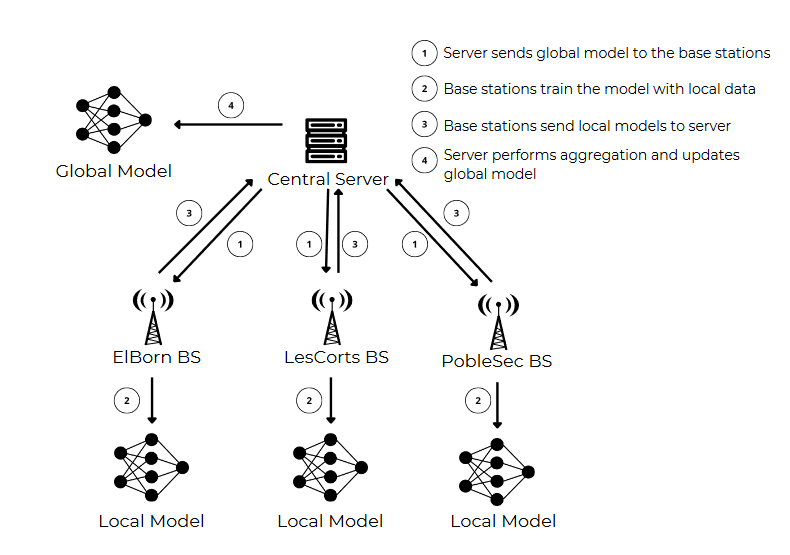 1 Server sends global model to the base stations
2 Base stations train the model with local data
3 Base stations send local models to server
4 Server performs aggregation and updates
global model
4
Global Model
Central Server
3
1
1
3
1
3
ElBorn BS
LesCorts BS
PobleSec BS
2
2
2
Local Model
Local Model
Local Model